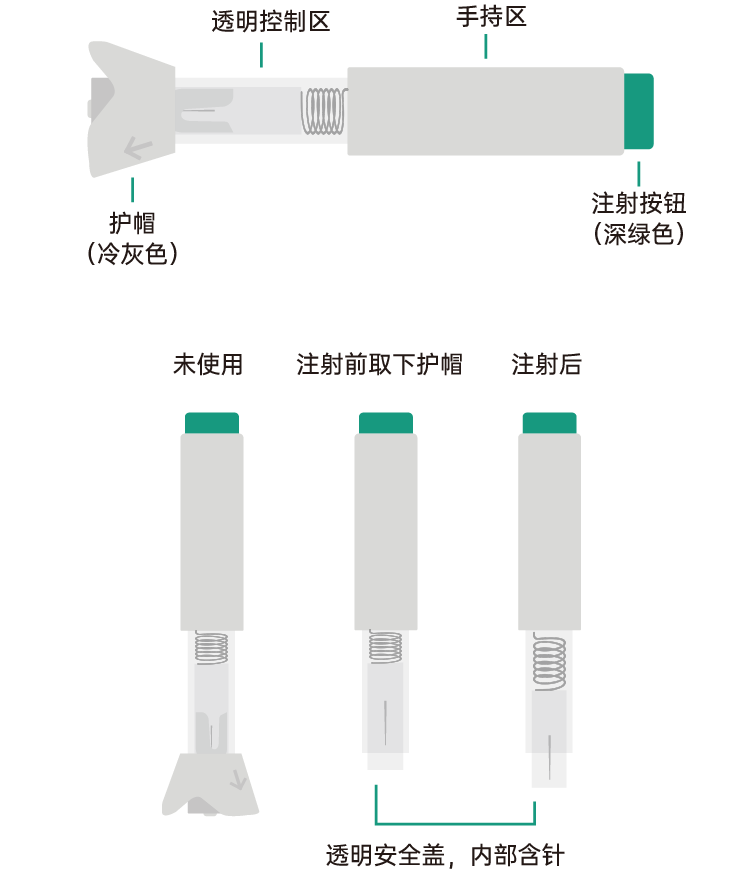 透明控制区
手持区
护帽
（冷灰色）
注射按钮
（深绿色）
未使用
注射前取下护帽
注射后
透明安全盖，内部含针